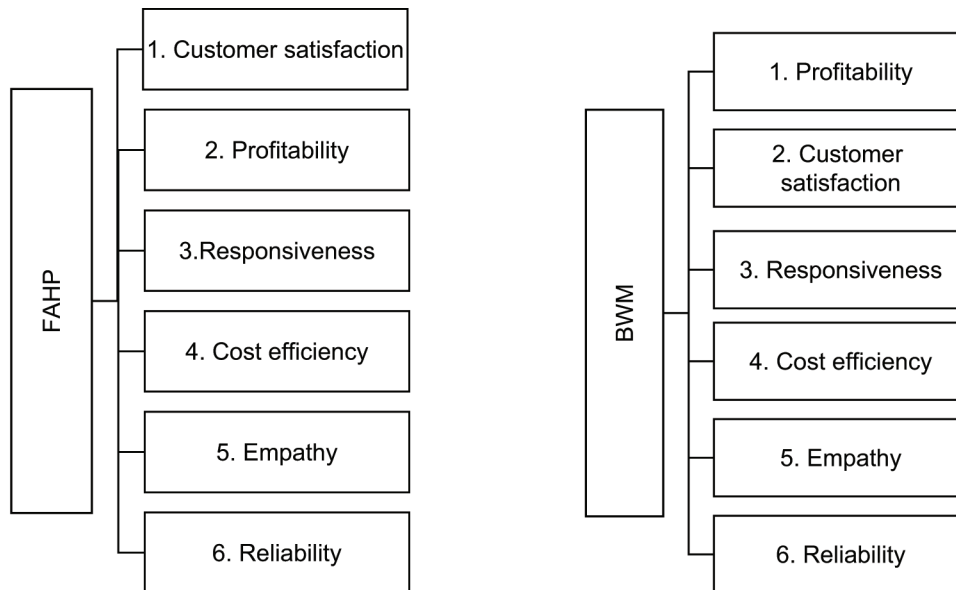 FAHP
1. Customer satisfaction
2. Profitability
3.Responsiveness
4. Cost efficiency
5. Empathy
6. Reliability
BWM
1. Profitability
2. Customer
satisfaction
3. Responsiveness
4. Cost efficiency
5. Empathy
6. Reliability